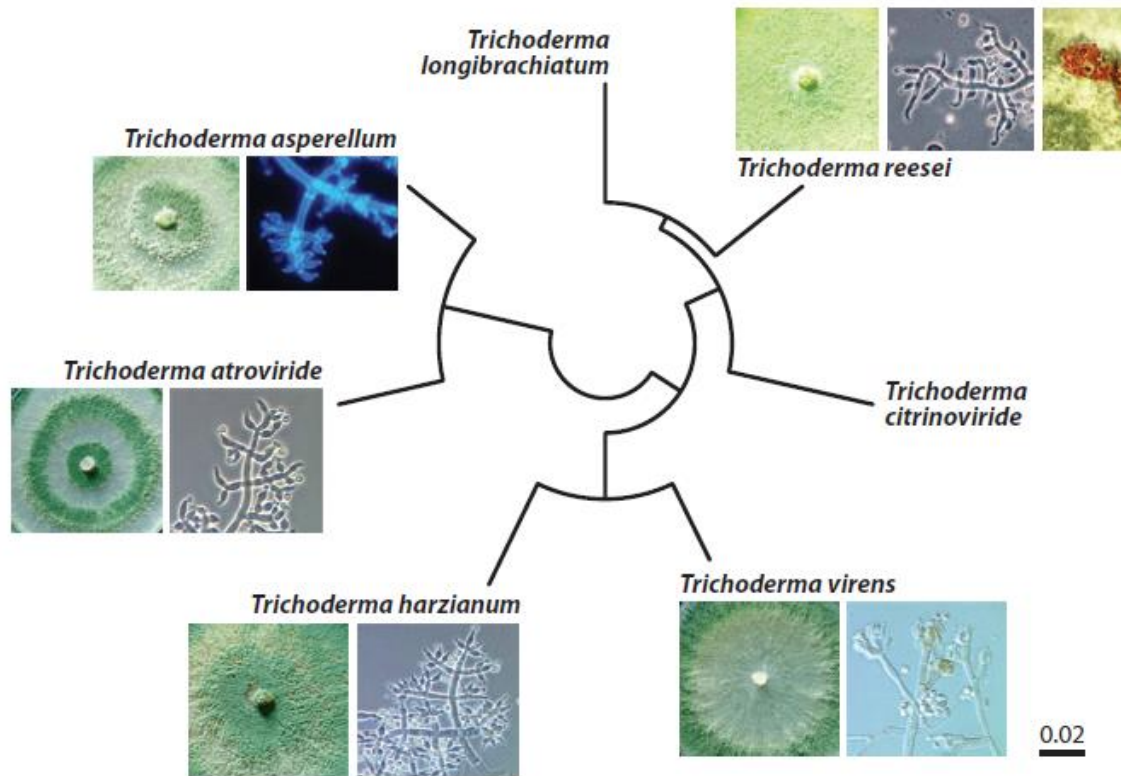 Trichoderma
longibrachiatum
Trichoderma reesei
Trichoderma asperellum
Trichoderma atroviride
Trichoderma
citrinoviride
Trichoderma harzianum
Trichoderma virens
0.02